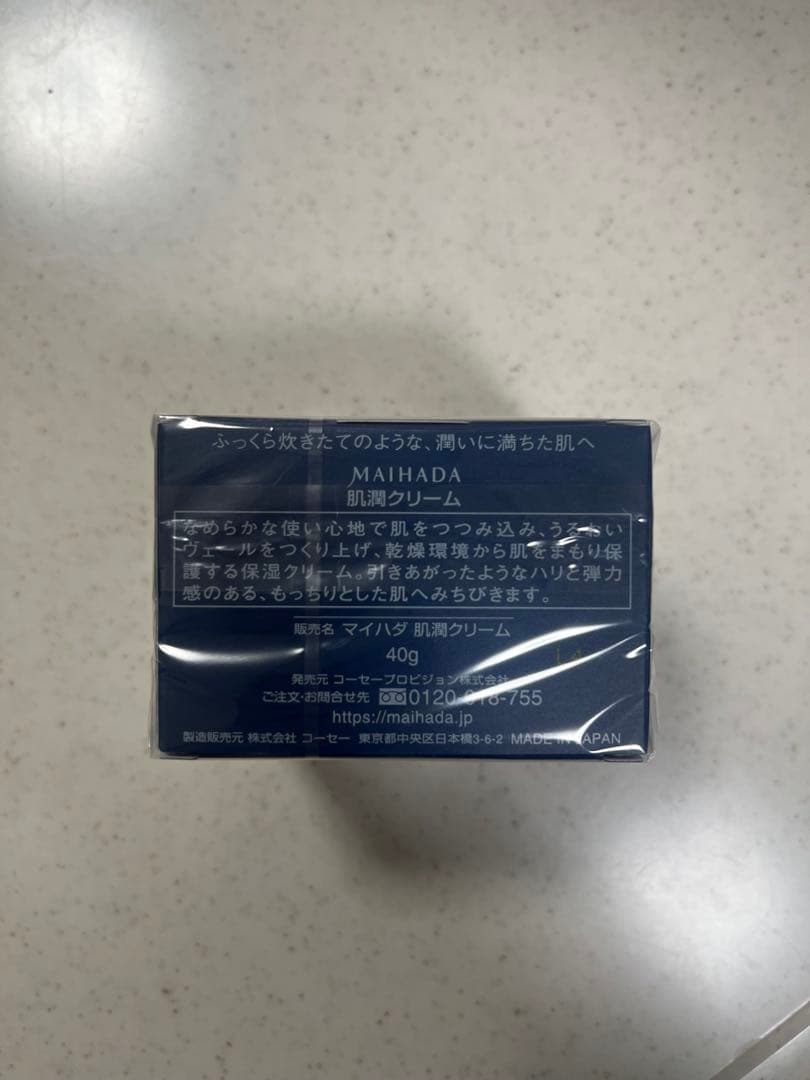 ふっくら炊きたてのような、潤いに満ちた肌へ
MAIHADA
肌潤クリーム
なめらかな使い心地で肌をつつみ込み、うるおい
ヴェールをつくり上げ、乾燥環境から肌をまもり保
護する保湿クリーム。引きあがったようなハリと弾力
感のある、もっちりとした肌へみちびきます。
販売名 マイハダ 肌潤クリーム
40g
発売元 コーセープロビジョン株式会社
ご注文・お問合せ先 0120-018-755
https://maihada.jp
製造販売元 株式会社 コーセー 東京都中央区日本橋3-6-2 MADE IN JAPAN